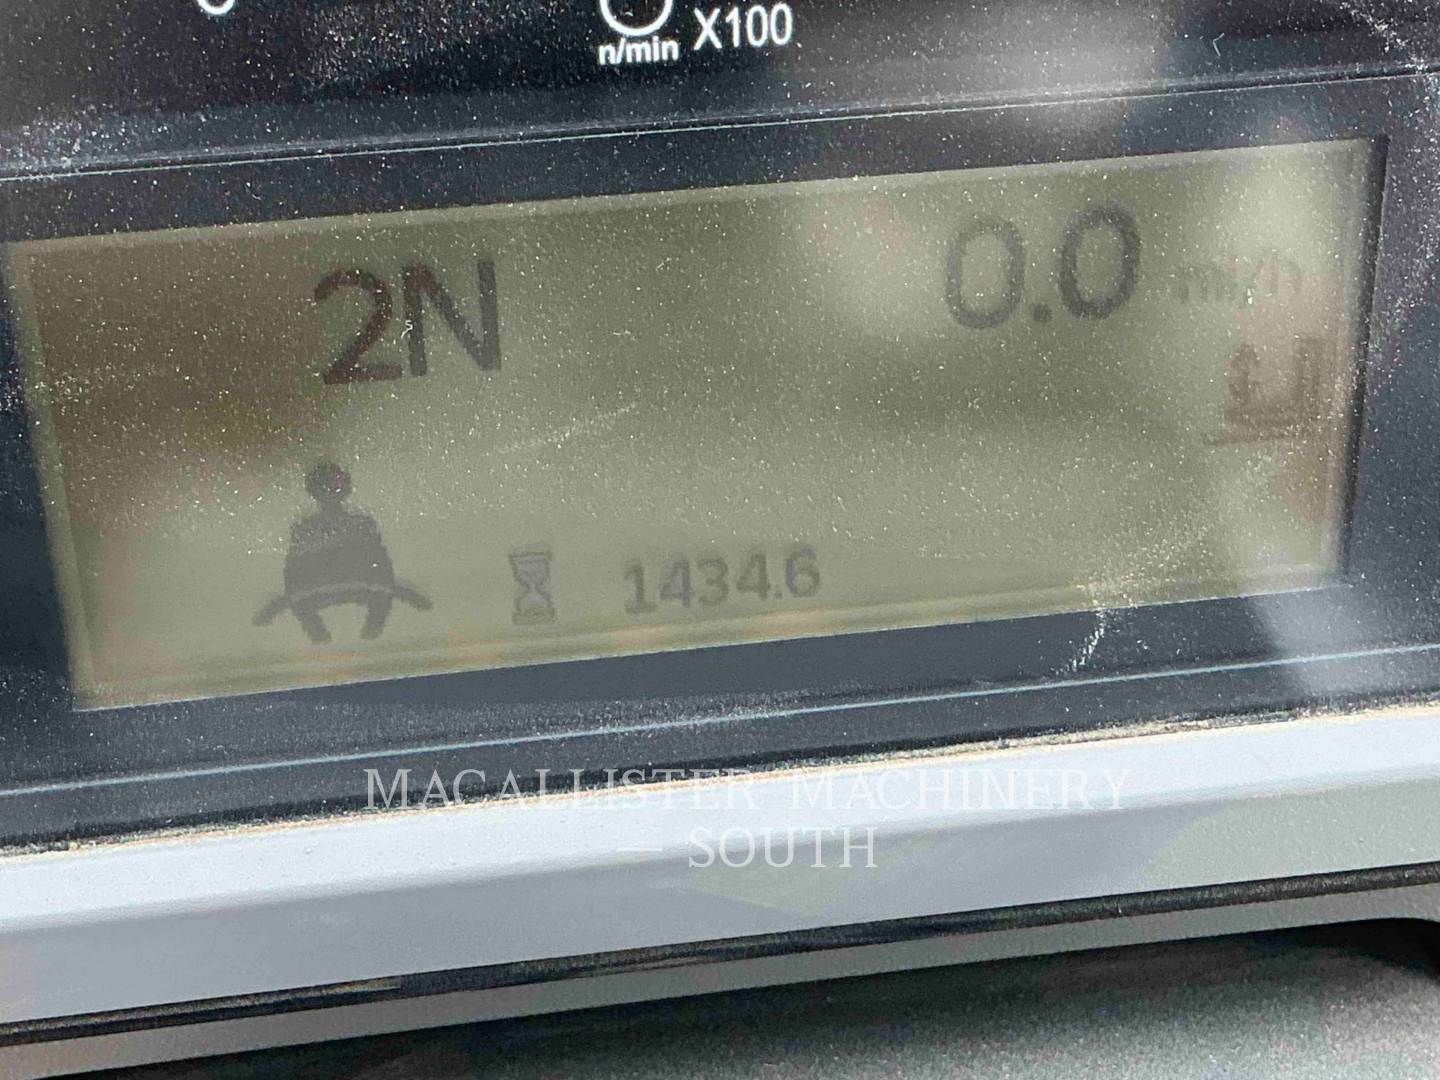 n/min X100
2N 0.0
1434.6
MACALLISTER MACHINERY
– SOUTH